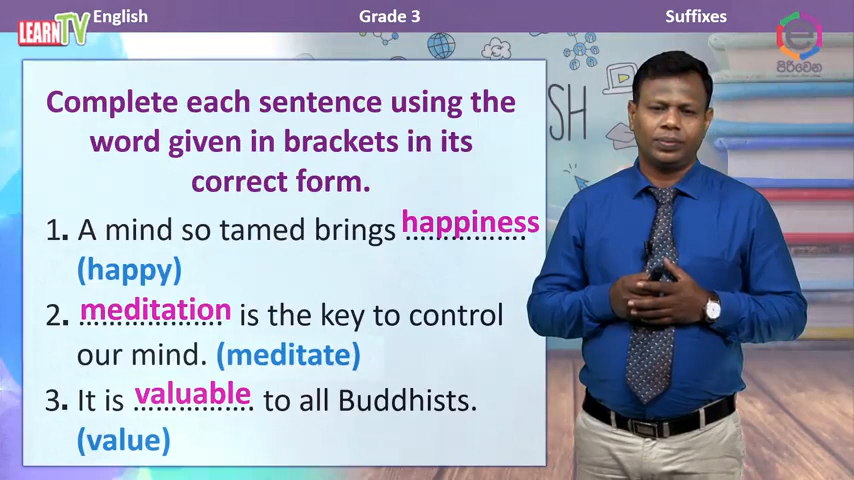 LEARN TV English Grade 3 Suffixes
පිරිවෙන
SH
Complete each sentence using the
word given in brackets in its
correct form.
1. A mind so tamed brings happiness
(happy)
2. meditation is the key to control
our mind. (meditate)
3. It is valuable to all Buddhists.
(value)